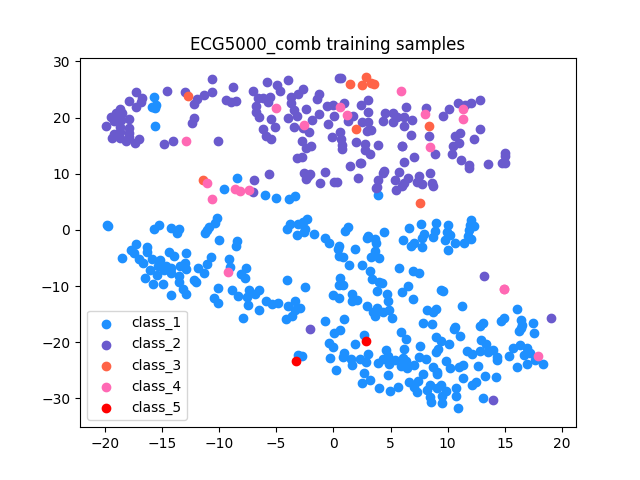 ECG5000_comb training samples
30
20
10
0
−10
−20
−30
class_1
class_2
class_3
class_4
class_5
−20 −15 −10 −5 0 5 10 15 20